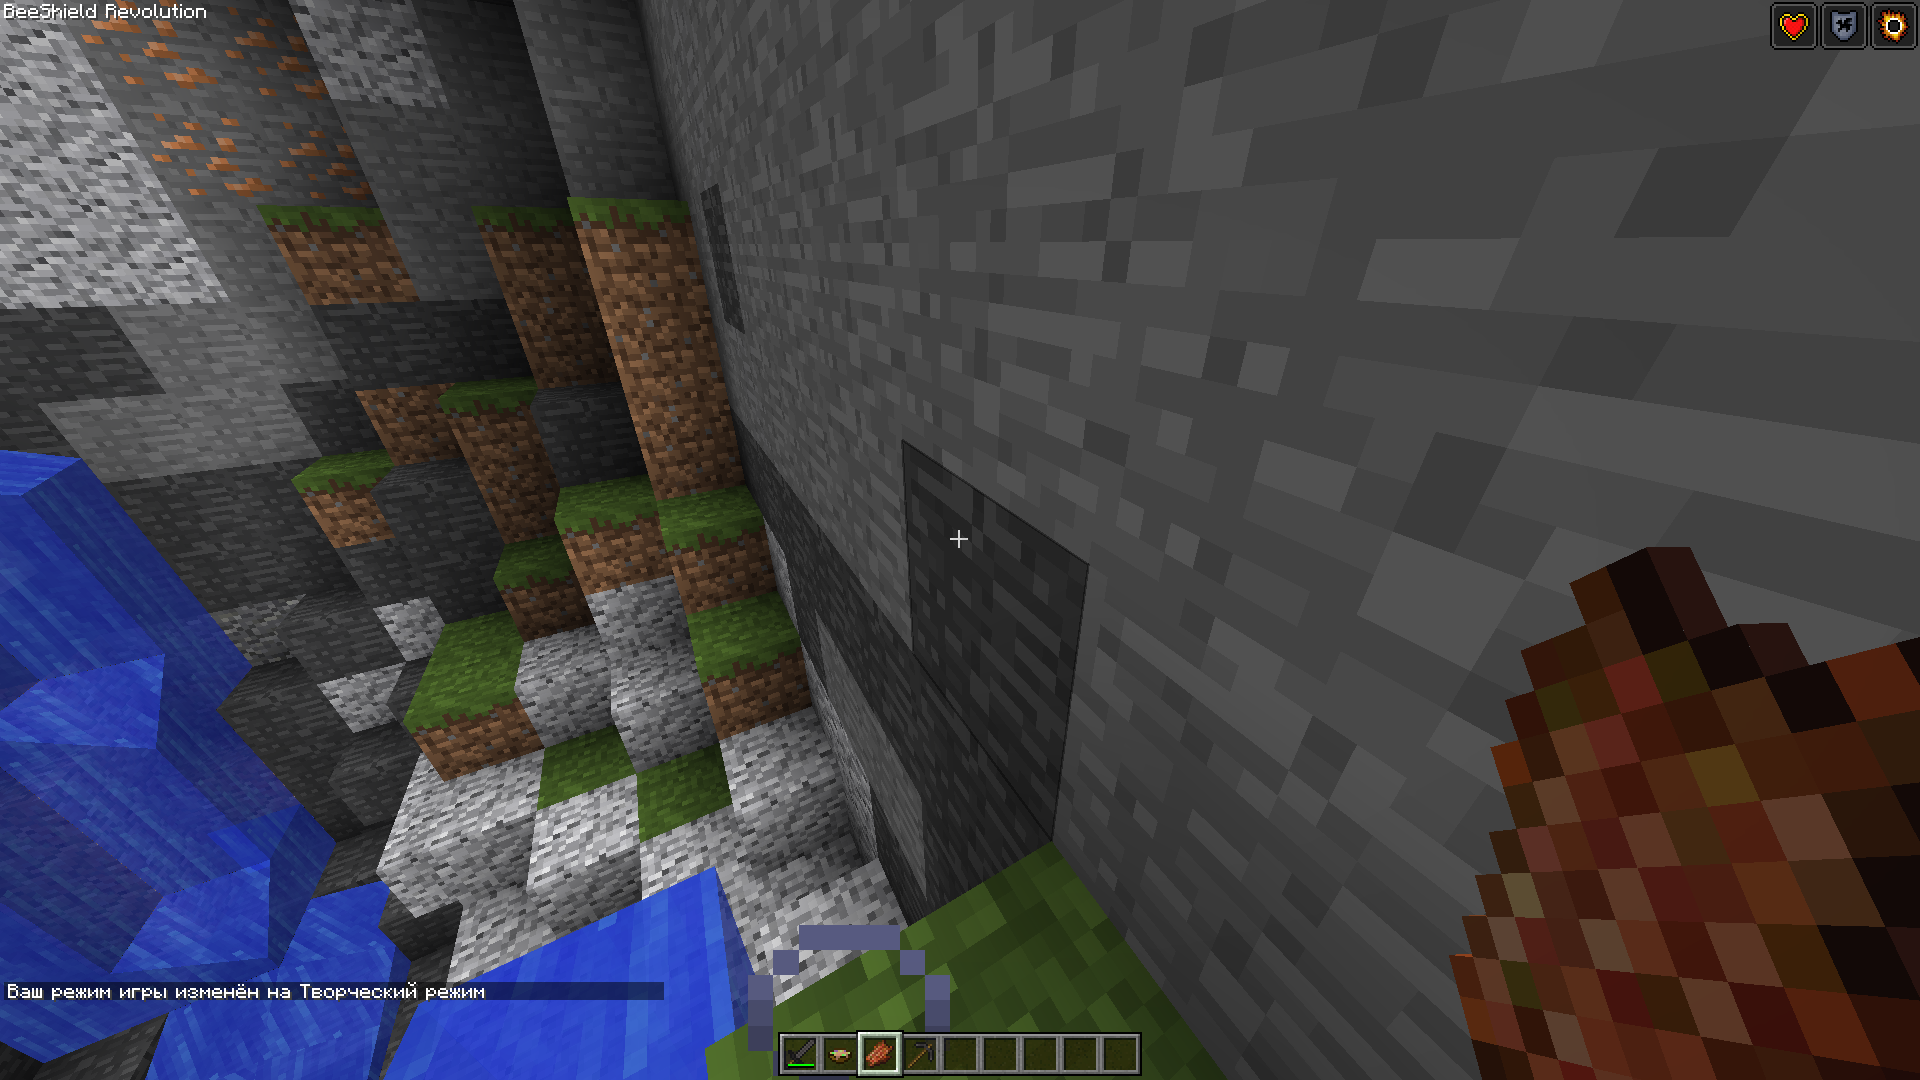 BeeShield Revolution
Ваш режим игры изменён на Творческий режим